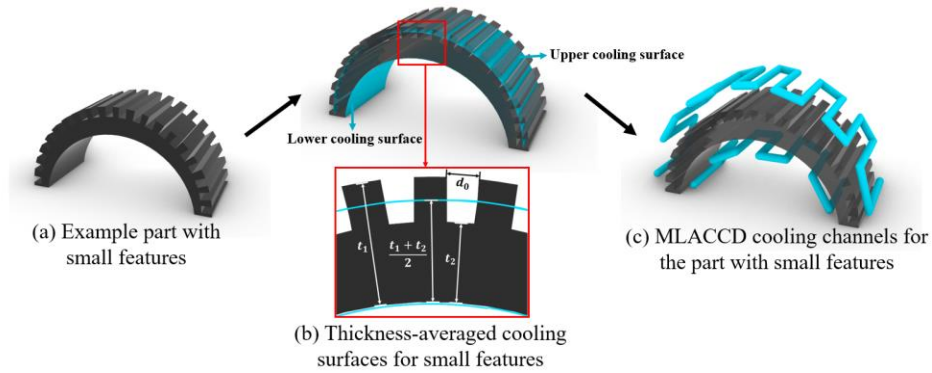 Upper cooling surface
Lower cooling surface
d₀
t₁
t₁ + t₂
2
t₂
(a) Example part with
small features
(b) Thickness-averaged cooling
surfaces for small features
(c) MLACCD cooling channels for
the part with small features